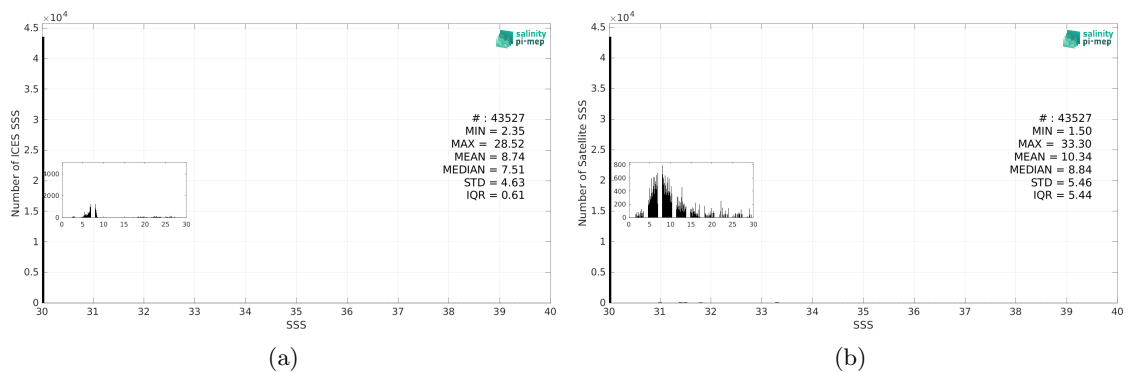 ×10⁴
4.5
4
3.5
3
2.5
2
1.5
1
0.5
0
Number of ICES SSS
salinity
pi-mep
# : 43527
MIN = 2.35
MAX = 28.52
MEAN = 8.74
MEDIAN = 7.51
STD = 4.63
IQR = 0.61
4000
2000
0
0 5 10 15 20 25 30
30 31 32 33 34 35 36 37 38 39 40
SSS
(a)
×10⁴
4.5
4
3.5
3
2.5
2
1.5
1
0.5
0
Number of Satellite SSS
salinity
pi-mep
# : 43527
MIN = 1.50
MAX = 33.30
MEAN = 10.34
MEDIAN = 8.84
STD = 5.46
IQR = 5.44
800
600
400
200
0
0 5 10 15 20 25 30
30 31 32 33 34 35 36 37 38 39 40
SSS
(b)